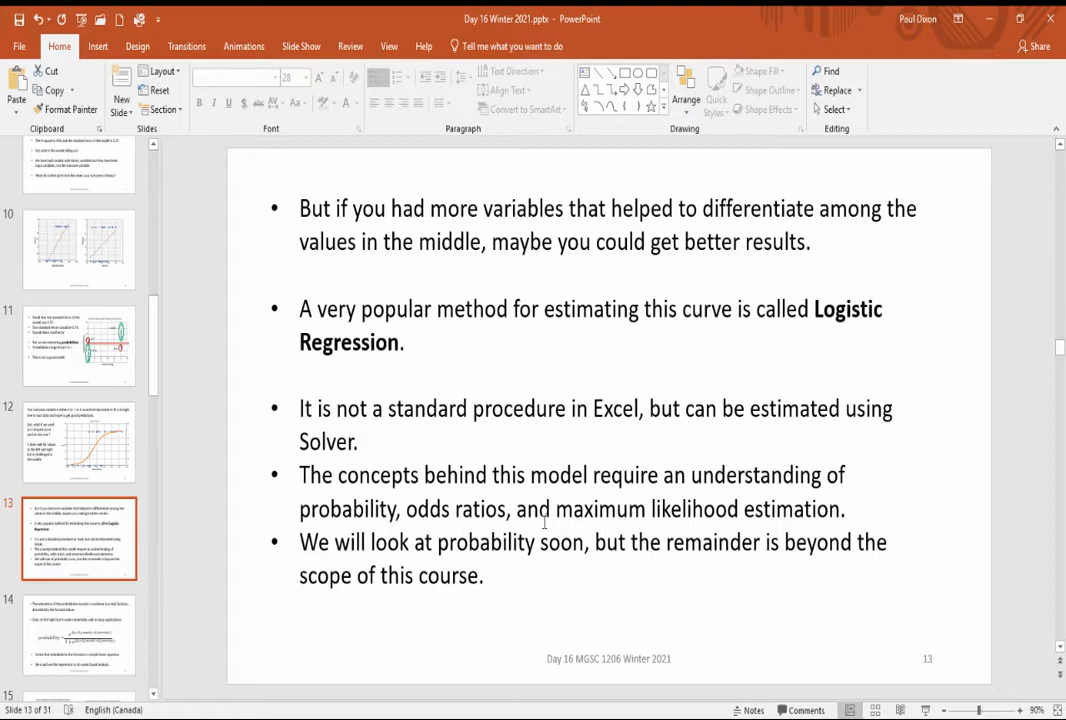 Day 16 Winter 2021.pptx - PowerPoint
Paul Dixon
File Home Insert Design Transitions Animations Slide Show Review View Help Tell me what you want to do Share
Cut
Copy
Format Painter
Paste
Clipboard
New
Slide
Layout
Reset
Section
Slides
28
B I U S abc AV Aa A
Font
Text Direction
Align Text
Convert to SmartArt
Paragraph
Arrange
Quick
Styles
Shape Fill
Shape Outline
Shape Effects
Drawing
Find
Replace
Select
Editing
10
11
12
13
14
15
• But if you had more variables that helped to differentiate among the
values in the middle, maybe you could get better results.
• A very popular method for estimating this curve is called Logistic
Regression.
• It is not a standard procedure in Excel, but can be estimated using
Solver.
• The concepts behind this model require an understanding of
probability, odds ratios, and maximum likelihood estimation.
• We will look at probability soon, but the remainder is beyond the
scope of this course.
Day 16 MGSC 1206 Winter 2021
13
Slide 13 of 31 English (Canada) Notes Comments 90%